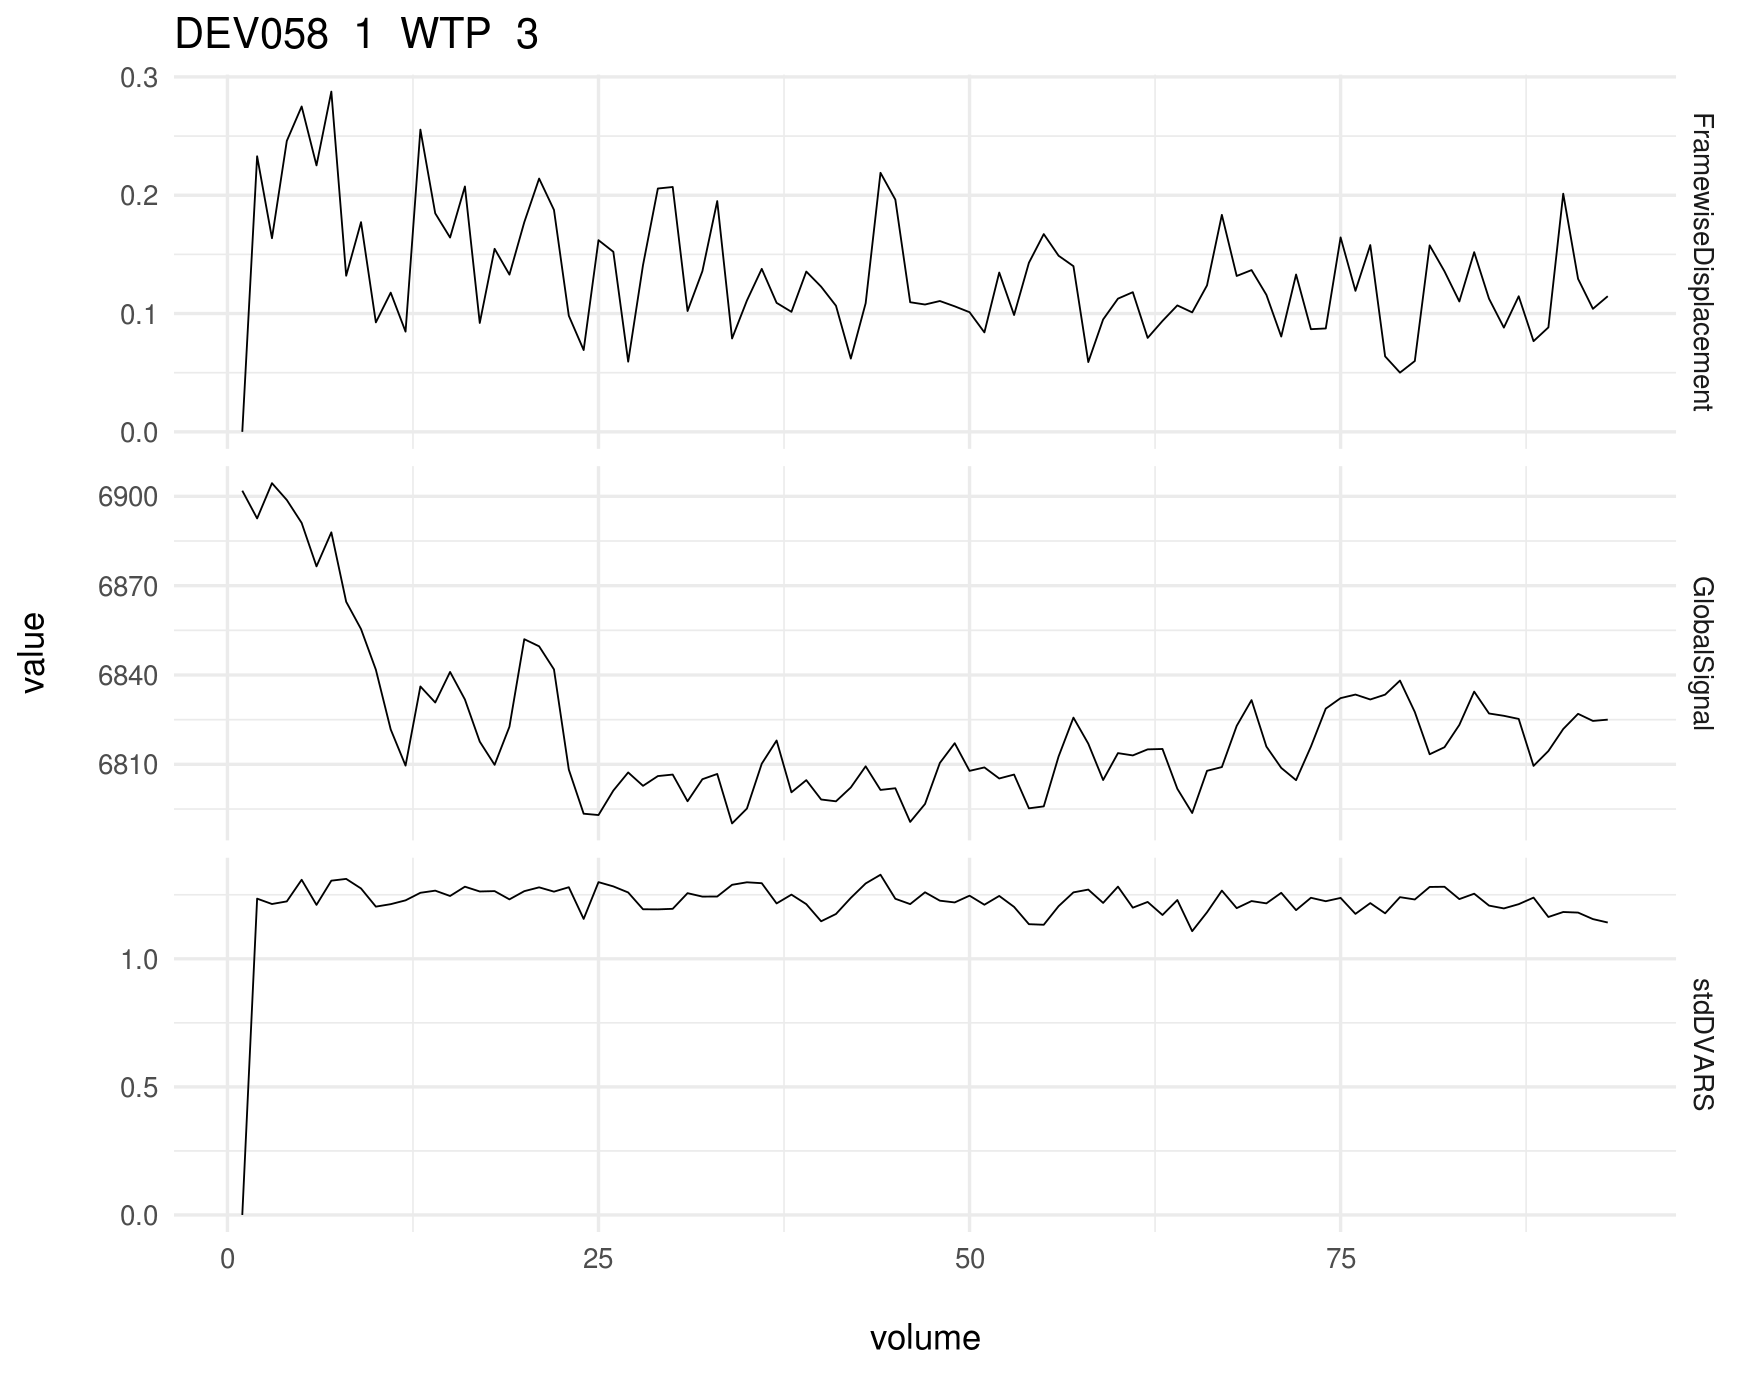 DEV058 1 WTP 3
0.3
0.2
0.1
0.0
FramewiseDisplacement
6900
6870
6840
6810
GlobalSignal
value
1.0
0.5
0.0
stdDVARS
0 25 50 75
volume